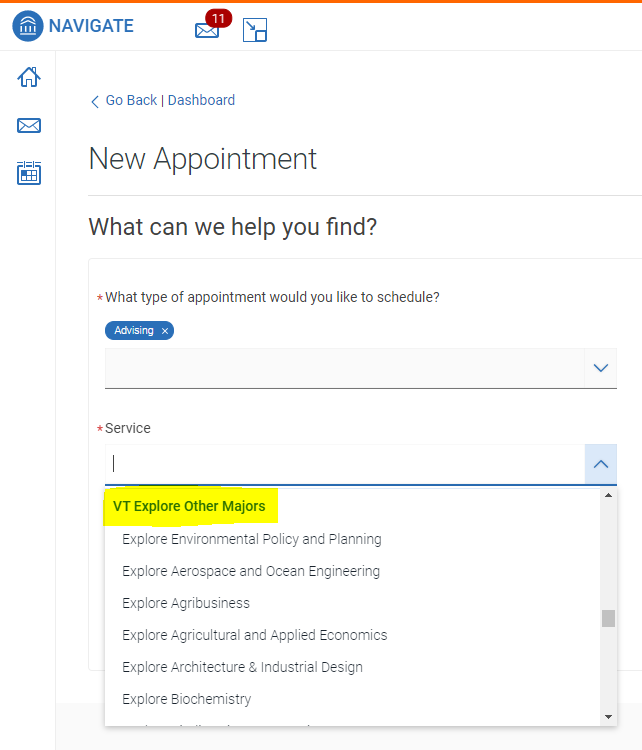 NAVIGATE
11
Go Back | Dashboard
New Appointment
What can we help you find?
*What type of appointment would you like to schedule?
Advising ×
*Service
VT Explore Other Majors
Explore Environmental Policy and Planning
Explore Aerospace and Ocean Engineering
Explore Agribusiness
Explore Agricultural and Applied Economics
Explore Architecture & Industrial Design
Explore Biochemistry